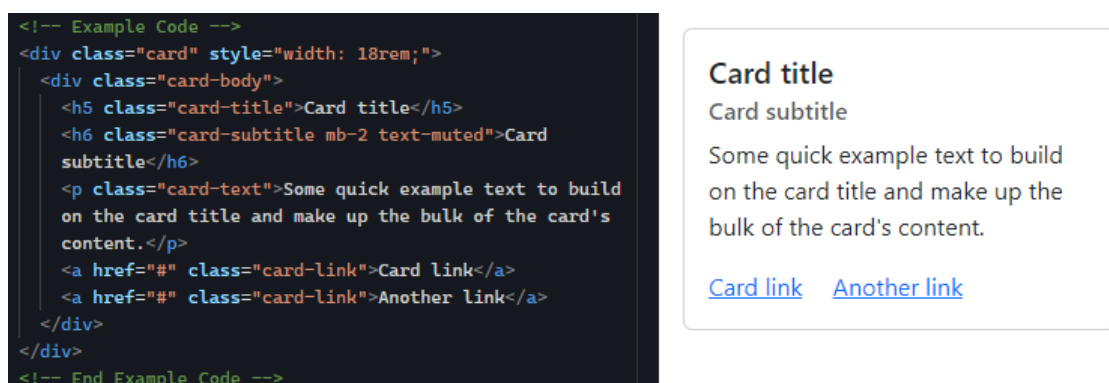 <!-- Example Code -->
<div class="card" style="width: 18rem;">
<div class="card-body">
<h5 class="card-title">Card title</h5>
<h6 class="card-subtitle mb-2 text-muted">Card
subtitle</h6>
<p class="card-text">Some quick example text to build
on the card title and make up the bulk of the card's
content.</p>
<a href="#" class="card-link">Card link</a>
<a href="#" class="card-link">Another link</a>
</div>
</div>
<!-- End Example Code -->
Card title
Card subtitle
Some quick example text to build
on the card title and make up the
bulk of the card's content.
Card link Another link